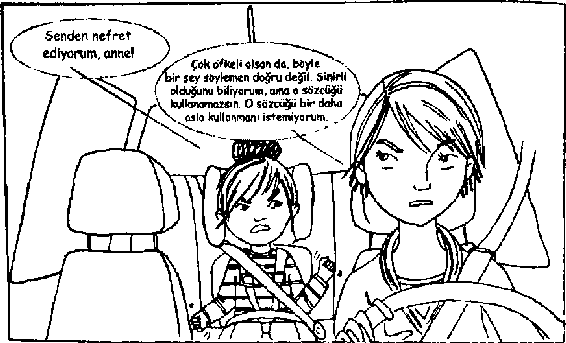 Senden nefret
ediyorum, anne!
Çok öfkeli olsan da, böyle
bir şey söylemen doğru değil. Sinirli
olduğunu biliyorum, ama o sözcüğü
kullanamazsın. O sözcüğü bir daha
asla kullanmanı istemiyorum.